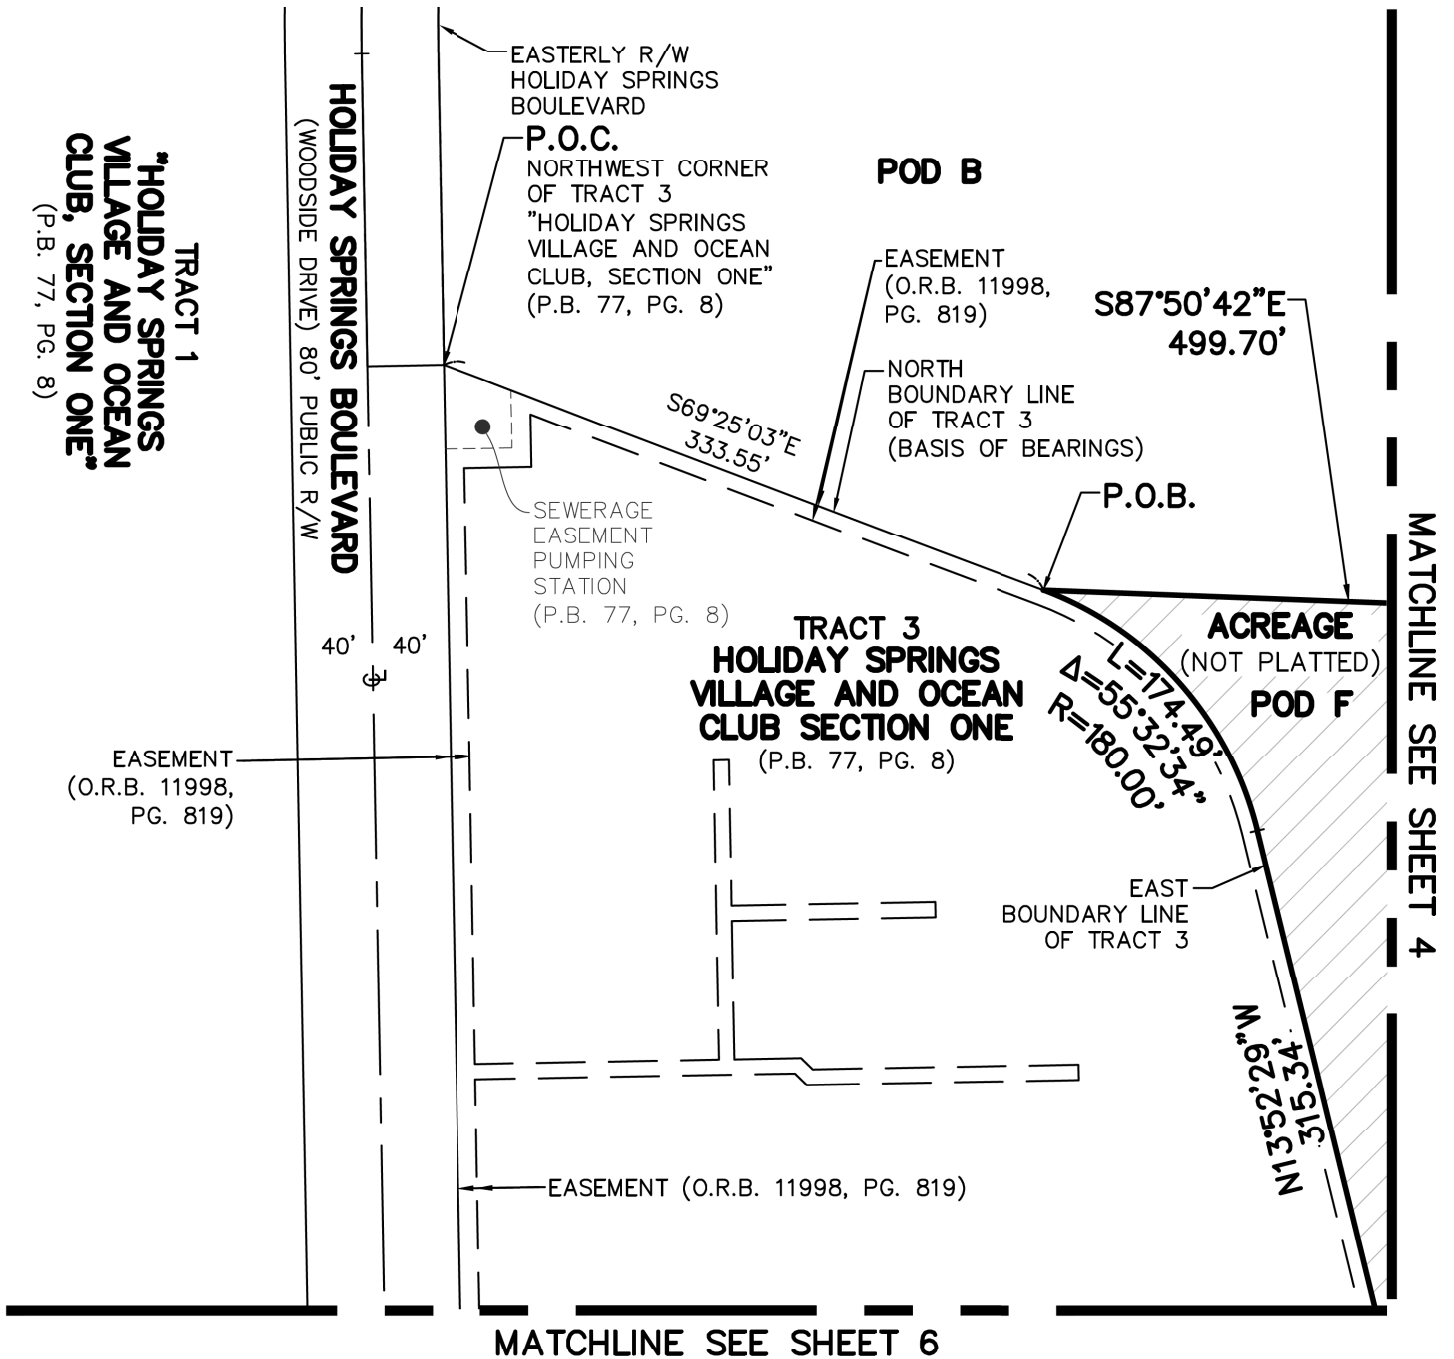 EASTERLY R/W
HOLIDAY SPRINGS
BOULEVARD
P.O.C.
NORTHWEST CORNER
OF TRACT 3
"HOLIDAY SPRINGS
VILLAGE AND OCEAN
CLUB, SECTION ONE"
(P.B. 77, PG. 8)
POD B
TRACT 1
"HOLIDAY SPRINGS
VILLAGE AND OCEAN
CLUB, SECTION ONE"
(P.B. 77, PG. 8)
HOLIDAY SPRINGS BOULEVARD
(WOODSIDE DRIVE) 80' PUBLIC R/W
EASEMENT
(O.R.B. 11998,
PG. 819)
S87°50'42"E
499.70'
NORTH
BOUNDARY LINE
OF TRACT 3
(BASIS OF BEARINGS)
S69°25'03"E
333.55'
P.O.B.
SEWERAGE
EASEMENT
PUMPING
STATION
(P.B. 77, PG. 8)
MATCHLINE SEE SHEET 4
40' 40'
TRACT 3
HOLIDAY SPRINGS
VILLAGE AND OCEAN
CLUB SECTION ONE
(P.B. 77, PG. 8)
ACREAGE
(NOT PLATTED)
POD F
L=174.49'
Δ=55°32'34"
R=180.00'
EASEMENT
(O.R.B. 11998,
PG. 819)
EAST
BOUNDARY LINE
OF TRACT 3
N13°52'29"W
315.34'
EASEMENT (O.R.B. 11998, PG. 819)
MATCHLINE SEE SHEET 6